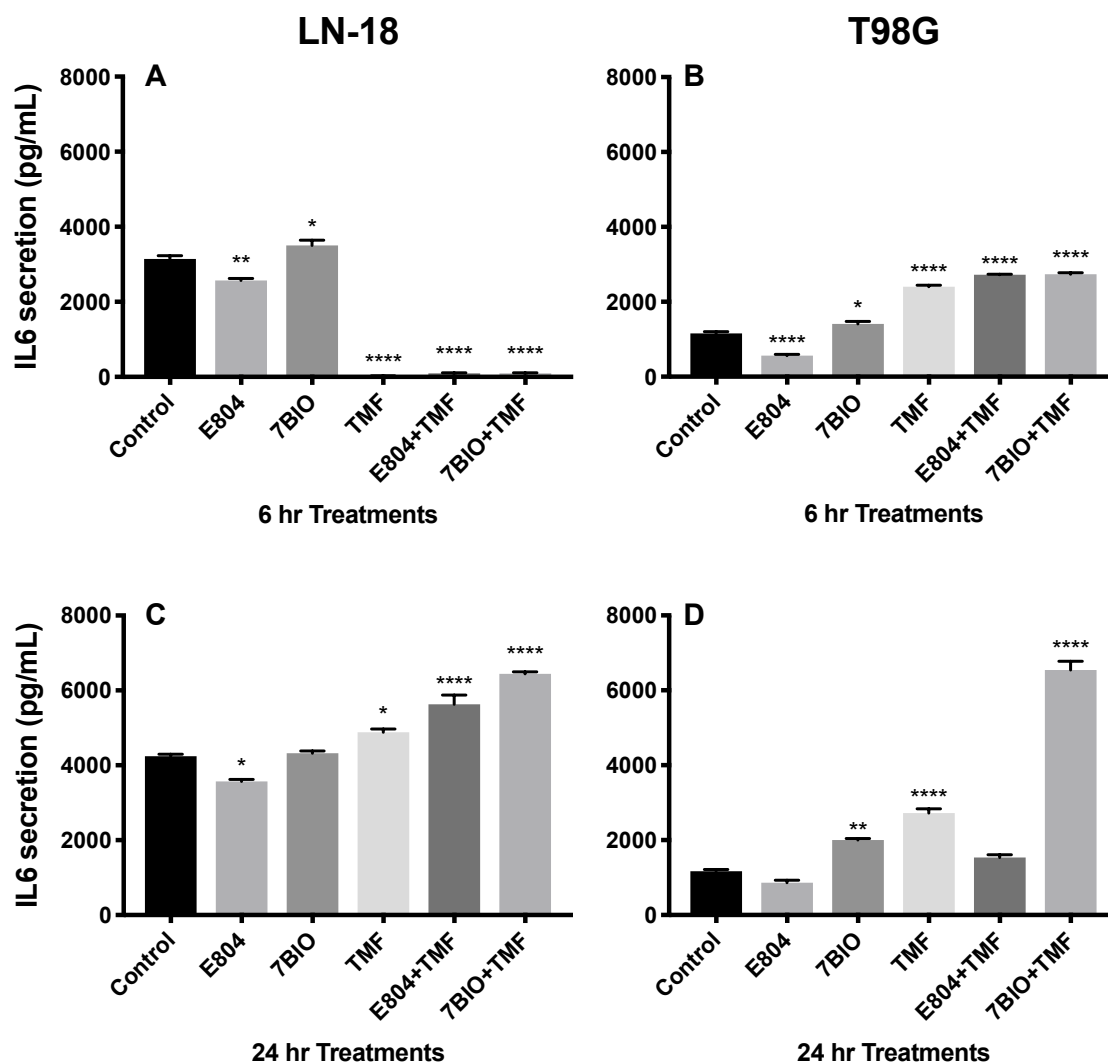 LN-18
T98G
A
IL6 secretion (pg/mL)
8000
6000
4000
2000
0
**
*
****
****
****
Control
E804
7BIO
TMF
E804+TMF
7BIO+TMF
6 hr Treatments
B
8000
6000
4000
2000
0
****
*
****
****
****
Control
E804
7BIO
TMF
E804+TMF
7BIO+TMF
6 hr Treatments
C
IL6 secretion (pg/mL)
8000
6000
4000
2000
0
*
*
****
****
Control
E804
7BIO
TMF
E804+TMF
7BIO+TMF
24 hr Treatments
D
8000
6000
4000
2000
0
**
****
****
Control
E804
7BIO
TMF
E804+TMF
7BIO+TMF
24 hr Treatments